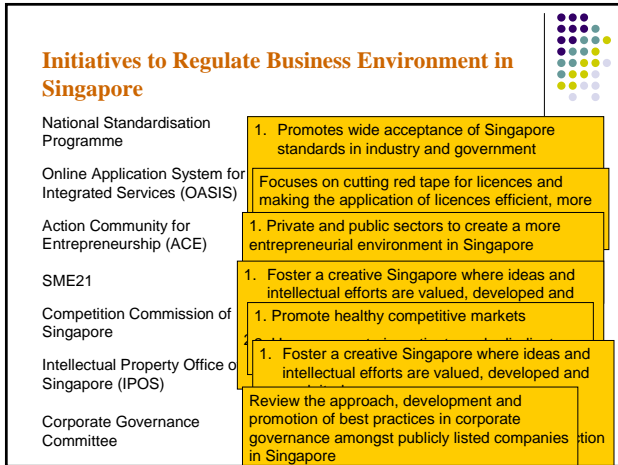 Initiatives to Regulate Business Environment in
Singapore
National Standardisation
Programme
1. Promotes wide acceptance of Singapore
standards in industry and government
Online Application System for
Integrated Services (OASIS)
Focuses on cutting red tape for licences and
making the application of licences efficient, more
Action Community for
Entrepreneurship (ACE)
1. Private and public sectors to create a more
entrepreneurial environment in Singapore
SME21
1. Foster a creative Singapore where ideas and
intellectual efforts are valued, developed and
Competition Commission of
Singapore
1. Promote healthy competitive markets
Intellectual Property Office o
Singapore (IPOS)
1. Foster a creative Singapore where ideas and
intellectual efforts are valued, developed and
Corporate Governance
Committee
Review the approach, development and
promotion of best practices in corporate
governance amongst publicly listed companies
in Singapore